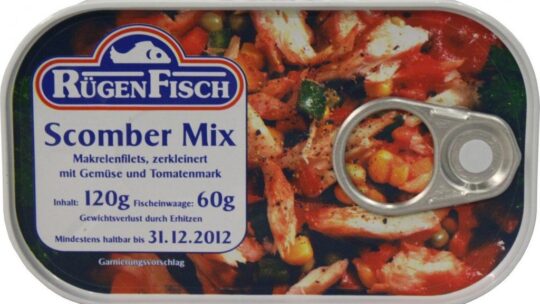 RÜGENFISCH
Scomber Mix
Makrelenfilets, zerkleinert
mit Gemüse und Tomatenmark
Inhalt: 120g Fischeinwaage: 60g
Gewichtsverlust durch Erhitzen
Mindestens haltbar bis 31.12.2012
Garnierungsvorschlag